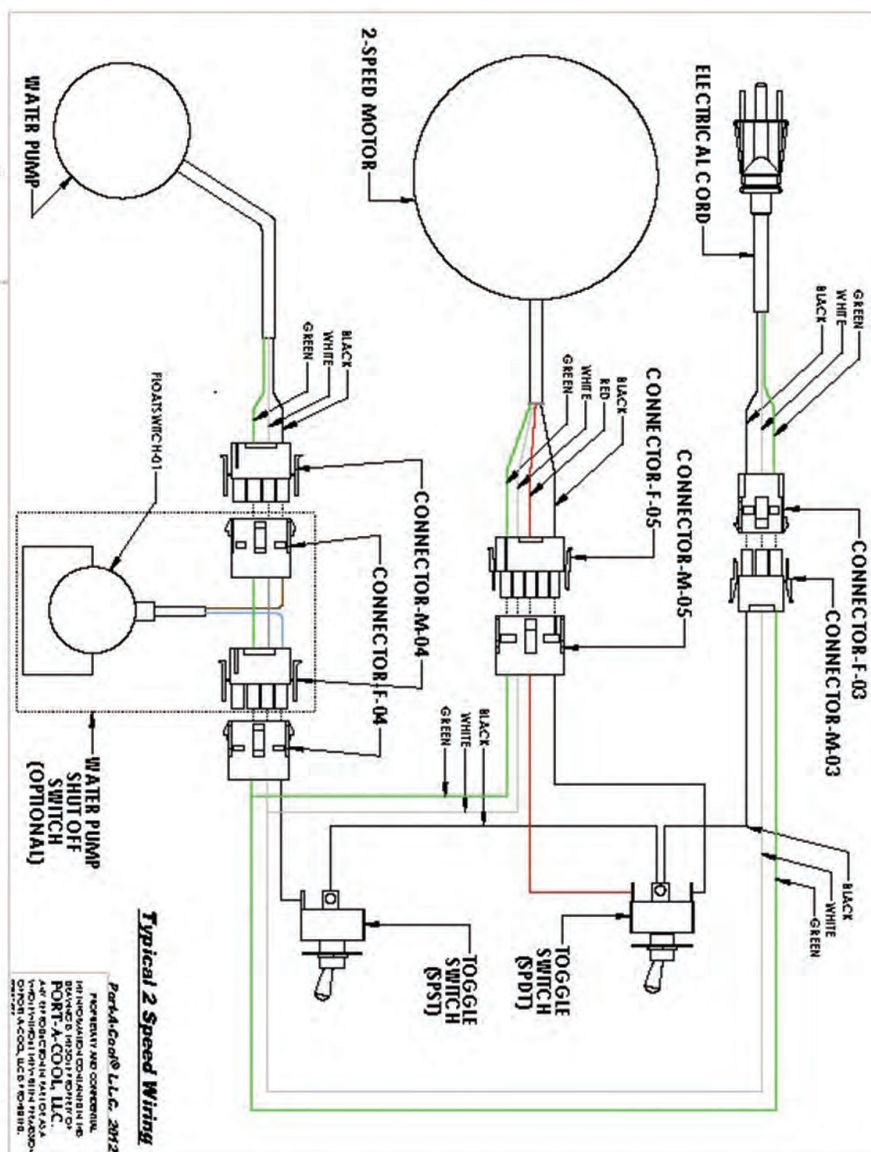 ELECTRICAL CORD
GREEN
WHITE
BLACK
CONNECTOR-F-03
CONNECTOR-M-03
BLACK
WHITE
GREEN
2-SPEED MOTOR
BLACK
RED
WHITE
GREEN
CONNECTOR-F-05
CONNECTOR-M-05
BLACK
WHITE
GREEN
TOGGLE
SWITCH
(SPDT)
TOGGLE
SWITCH
(SPST)
WATER PUMP
BLACK
WHITE
GREEN
CONNECTOR-M-04
CONNECTOR-F-04
FLOATSWITCH-01
WATER PUMP
SHUT OFF
SWITCH
(OPTIONAL)
Typical 2 Speed Wiring
Port-A-Cool® L.L.C. 2012
PROPRIETARY AND CONFIDENTIAL
PORT-A-COOL, LLC.